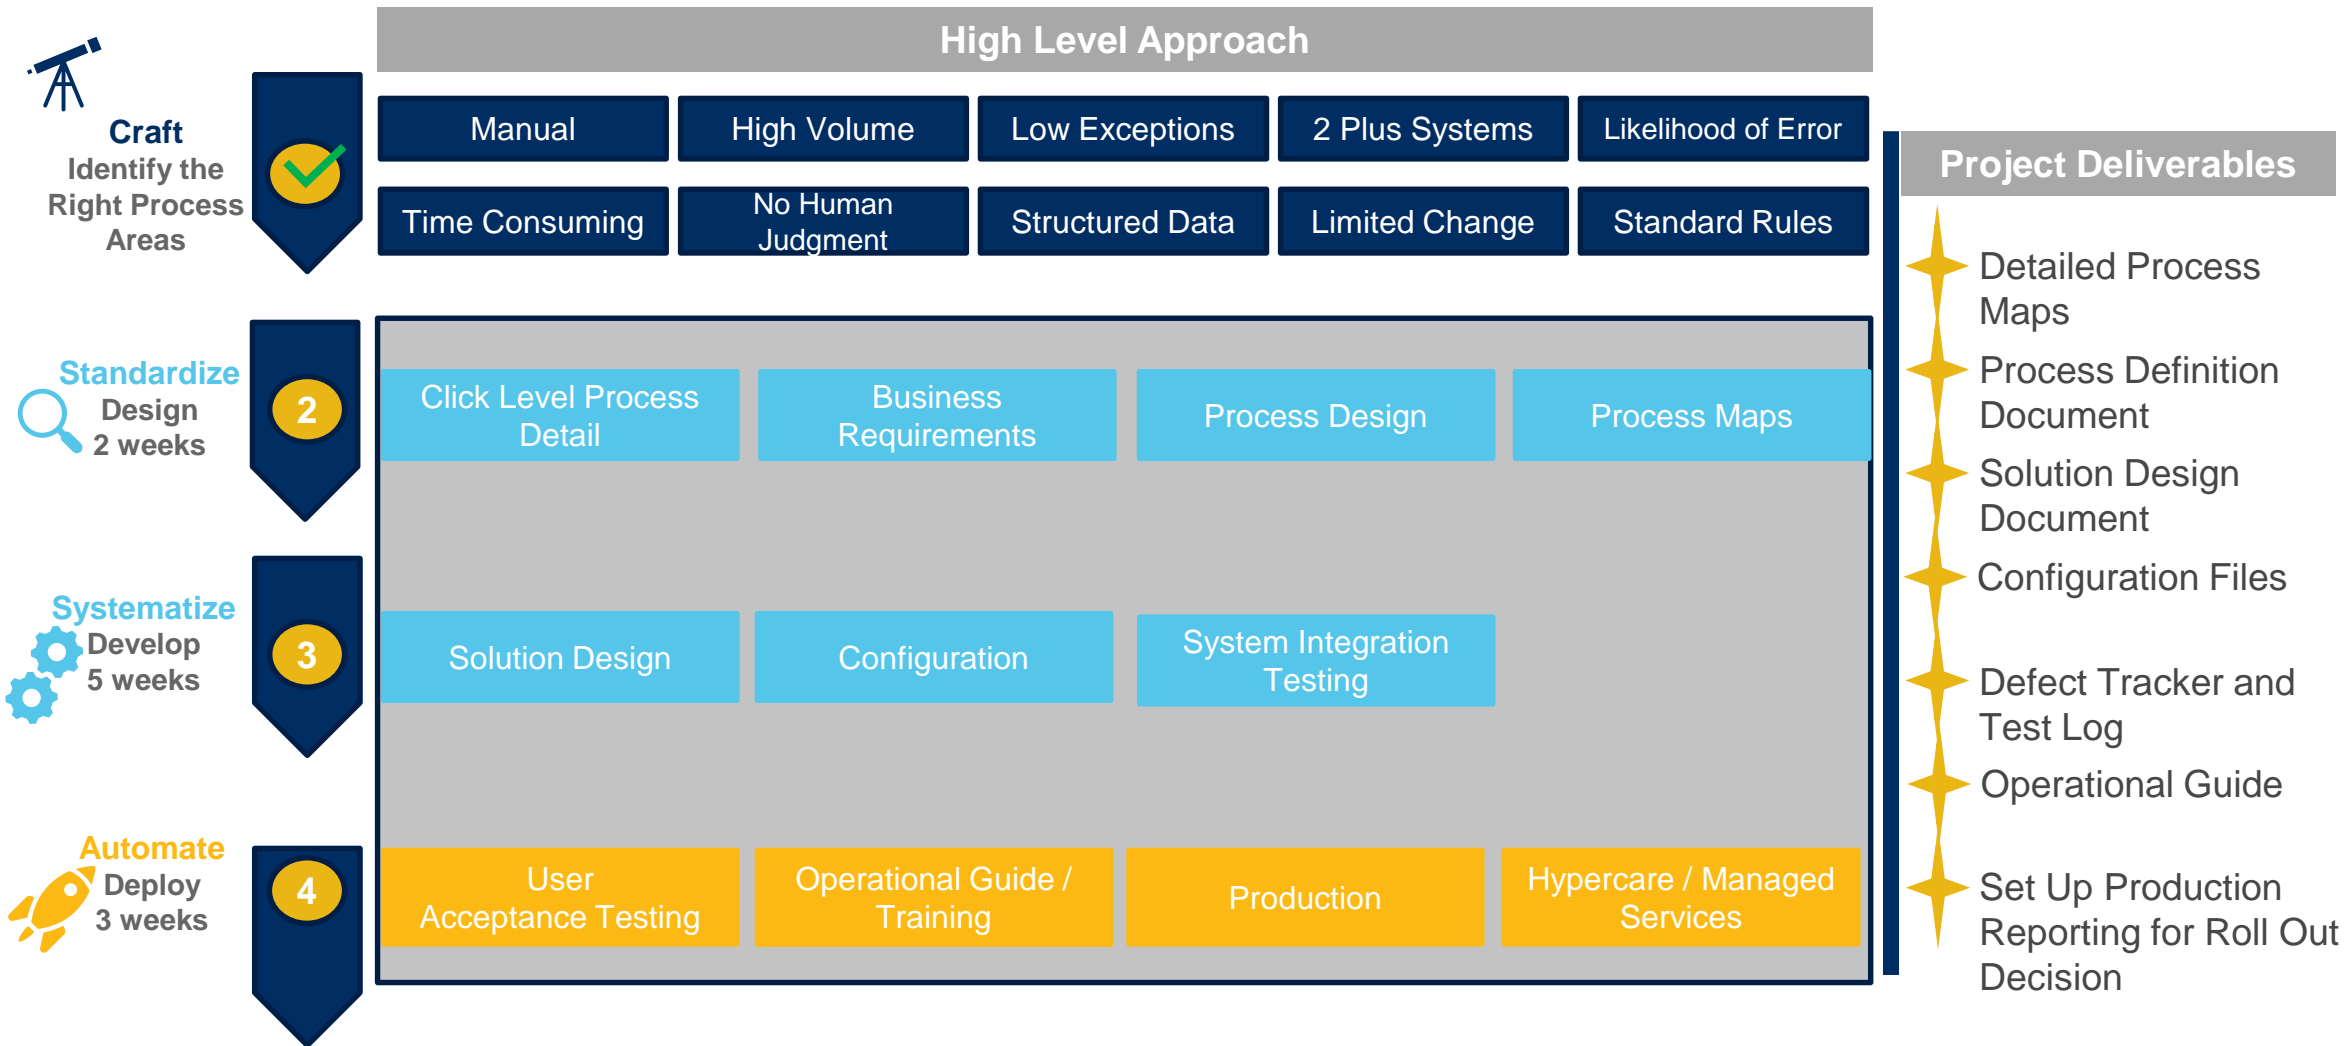 High Level Approach
Craft
Identify the
Right Process
Areas
Manual
High Volume
Low Exceptions
2 Plus Systems
Likelihood of Error
Time Consuming
No Human
Judgment
Structured Data
Limited Change
Standard Rules
Standardize
Design
2 weeks
2
Click Level Process
Detail
Business
Requirements
Process Design
Process Maps
Systematize
Develop
5 weeks
3
Solution Design
Configuration
System Integration
Testing
Automate
Deploy
3 weeks
4
User
Acceptance Testing
Operational Guide /
Training
Production
Hypercare / Managed
Services
Project Deliverables
Detailed Process
Maps
Process Definition
Document
Solution Design
Document
Configuration Files
Defect Tracker and
Test Log
Operational Guide
Set Up Production
Reporting for Roll Out
Decision